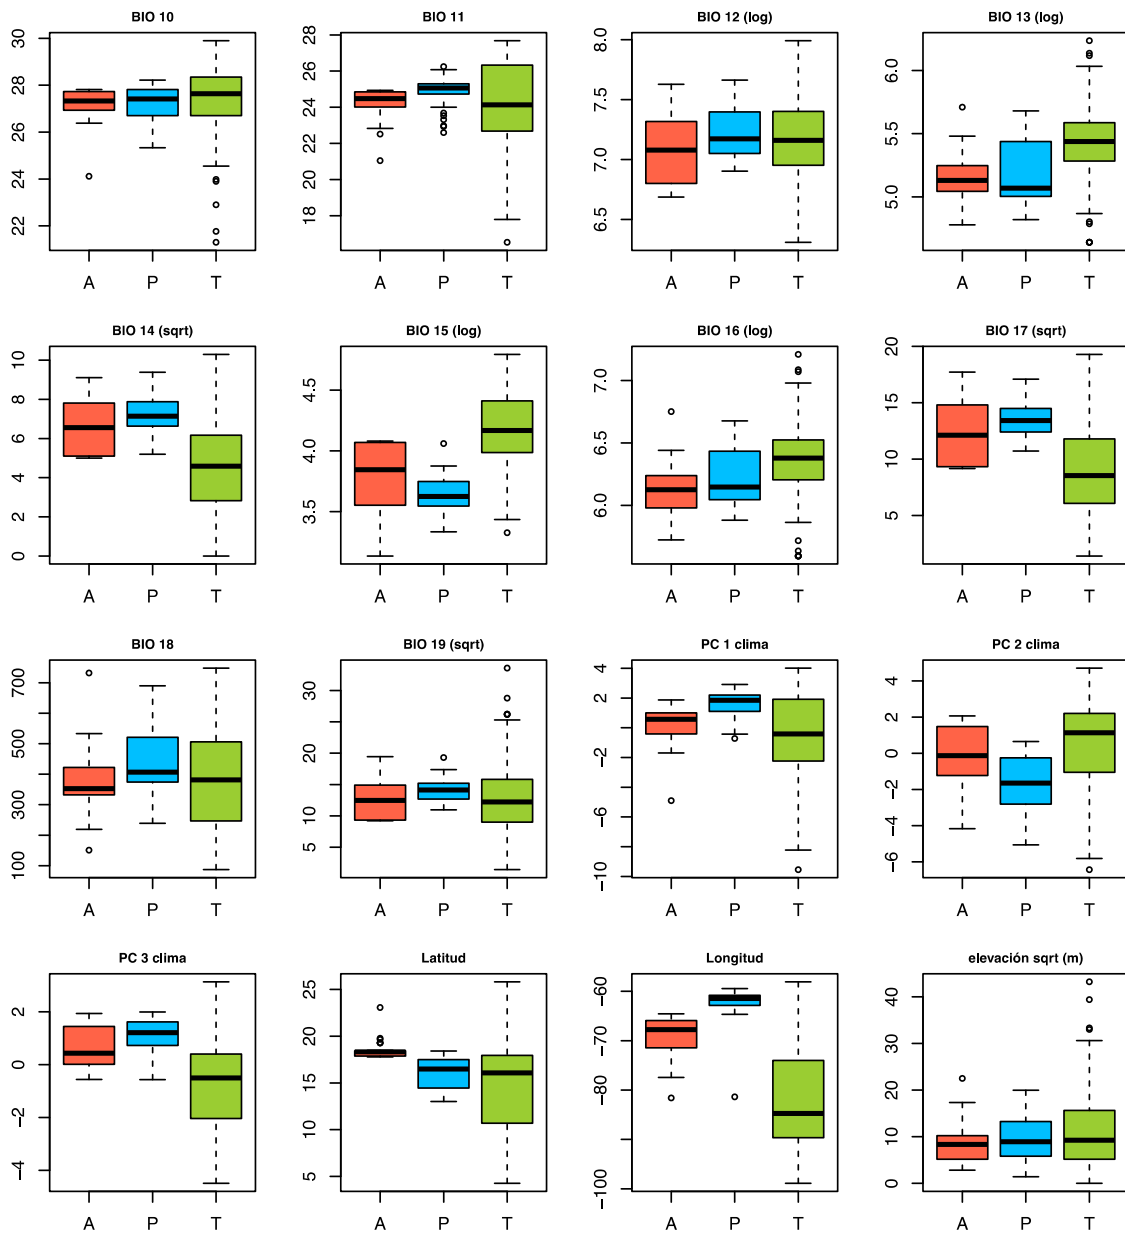 BIO 10
BIO 11
BIO 12 (log)
BIO 13 (log)
30
28
26
24
22
A P T
28
26
24
22
20
18
A P T
8.0
7.5
7.0
6.5
A P T
6.0
5.5
5.0
A P T
BIO 14 (sqrt)
BIO 15 (log)
BIO 16 (log)
BIO 17 (sqrt)
10
8
6
4
2
0
A P T
4.5
4.0
3.5
A P T
7.0
6.5
6.0
A P T
20
15
10
5
A P T
BIO 18
BIO 19 (sqrt)
PC 1 clima
PC 2 clima
700
500
300
100
A P T
30
20
10
5
A P T
4
2
−2
−6
−10
A P T
4
2
0
−2
−4
−6
A P T
PC 3 clima
Latitud
Longitud
elevación sqrt (m)
2
0
−2
−4
A P T
25
20
15
10
5
A P T
−60
−70
−80
−100
A P T
40
30
20
10
0
A P T